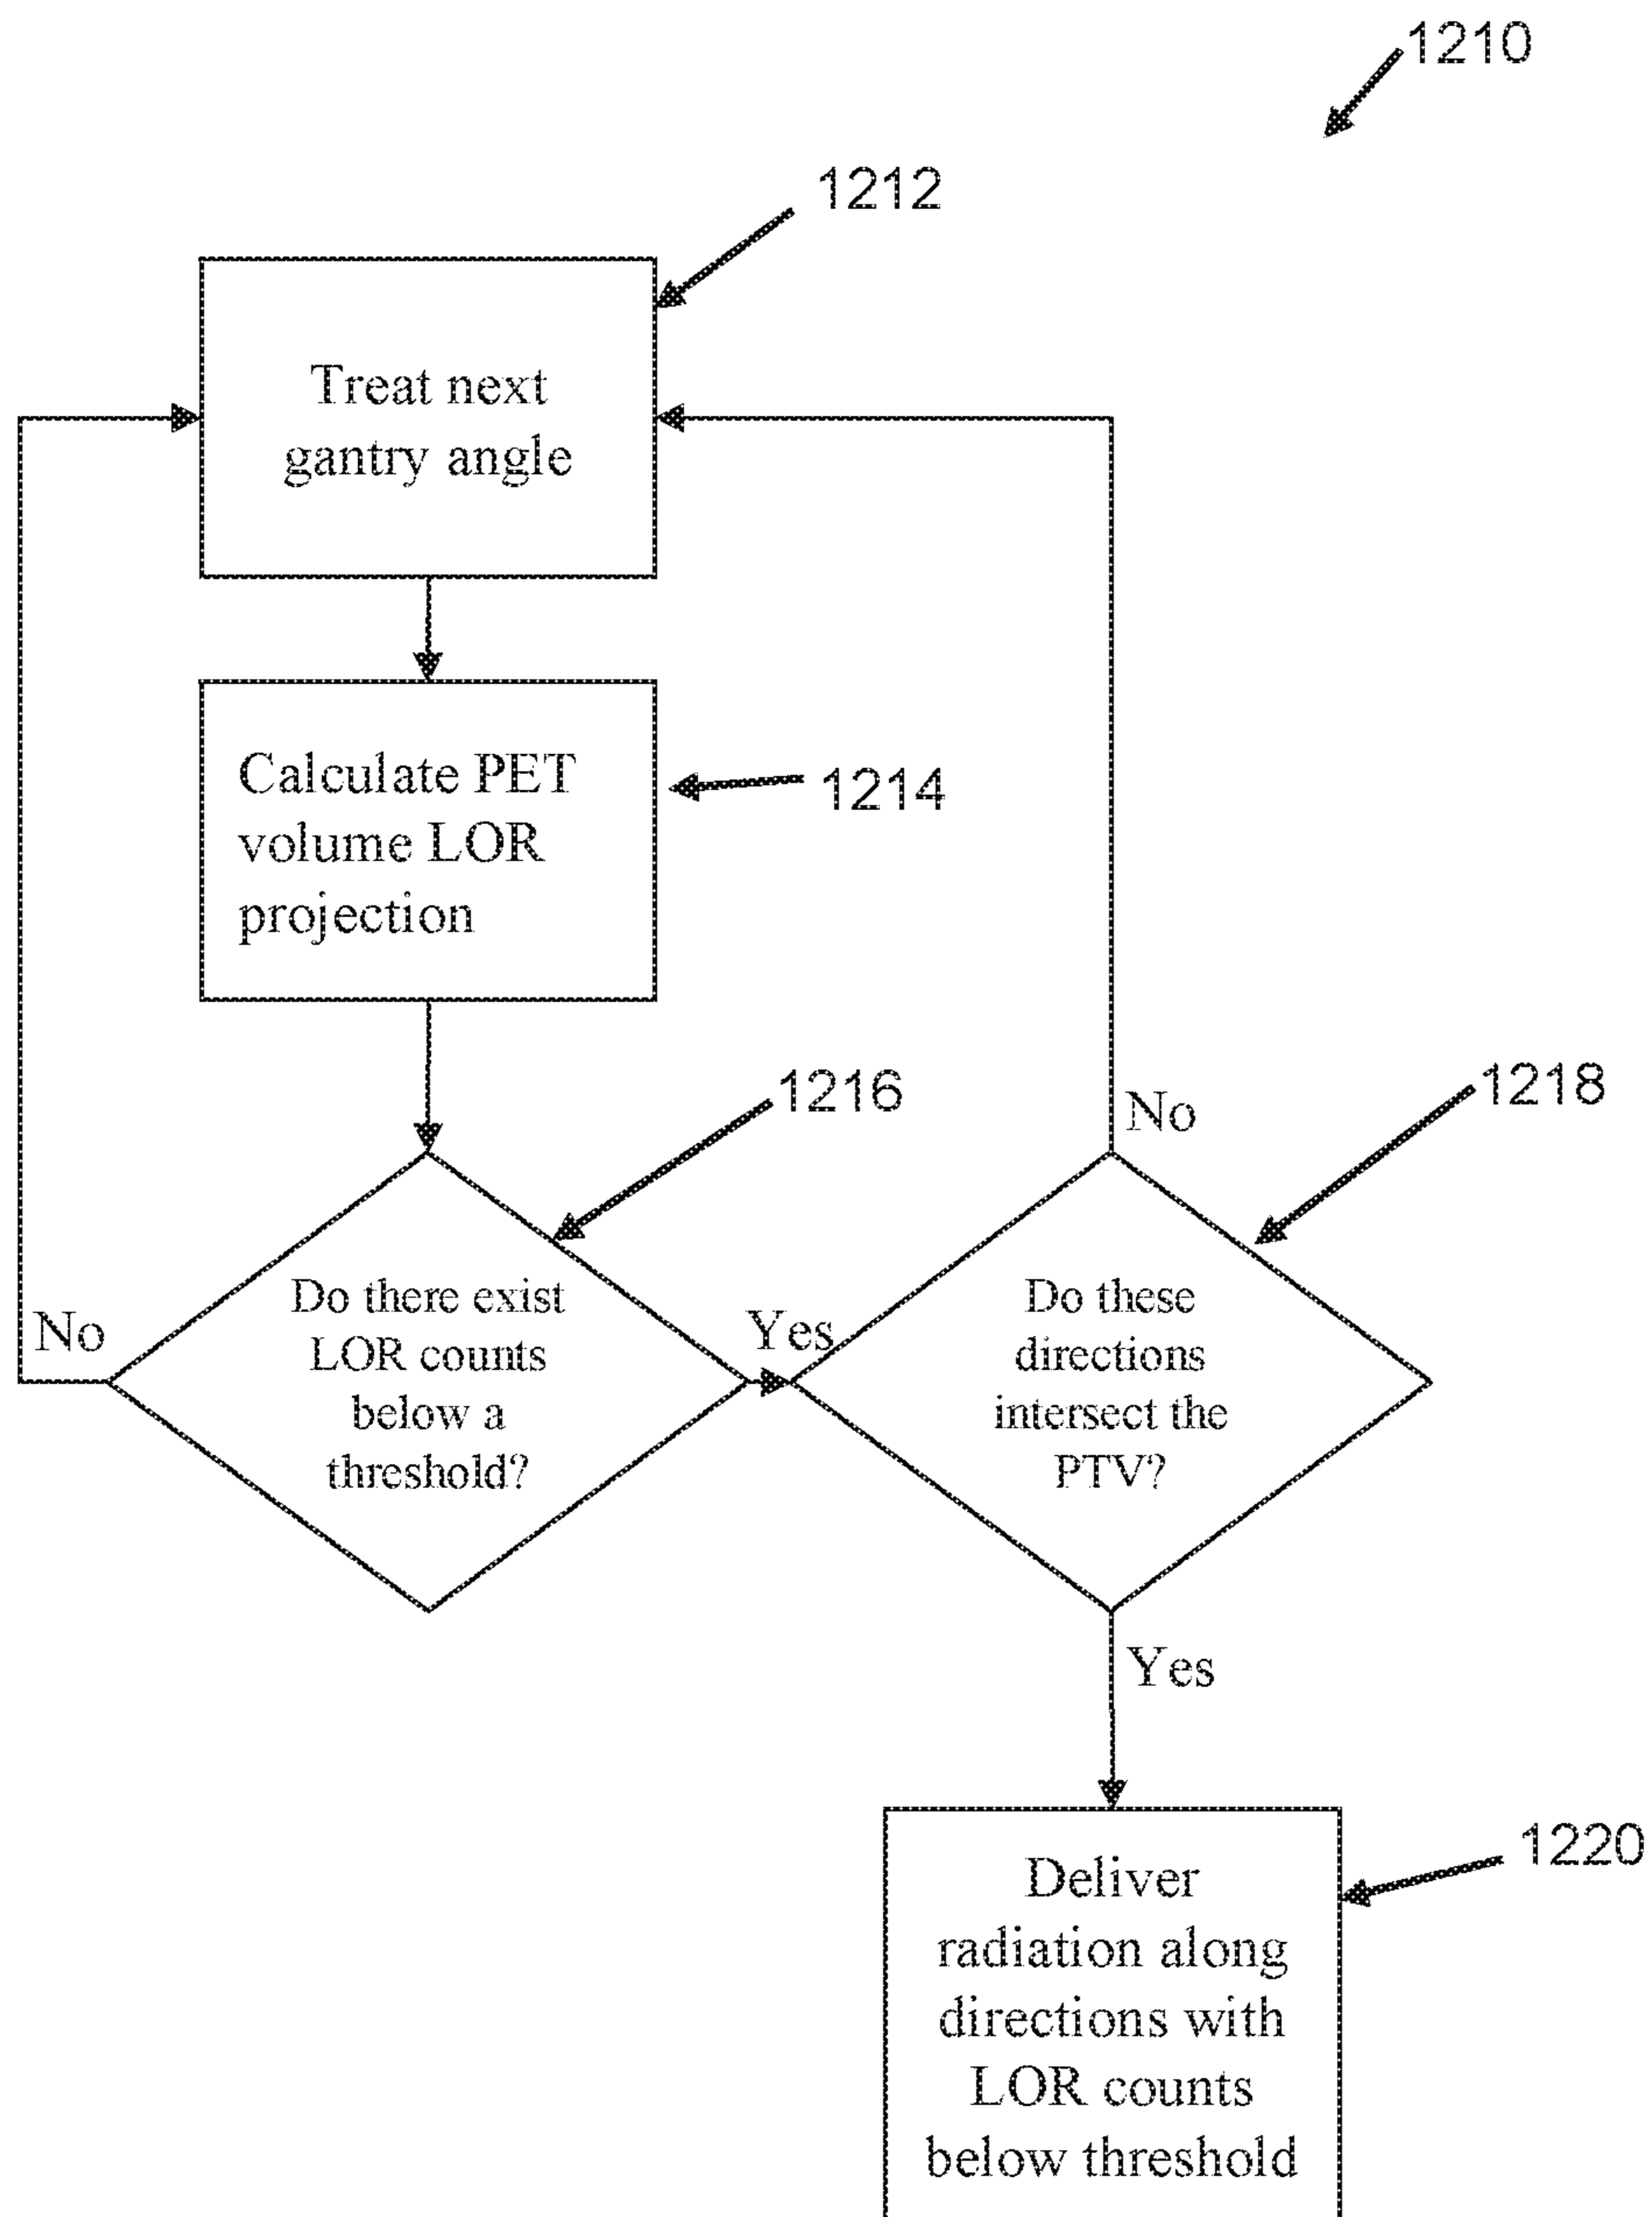 1210
1212
Treat next
gantry angle
Calculate PET
volume LOR
projection
1214
1216
1218
No
Do there exist
LOR counts
below a
threshold?
No
Yes
Do these
directions
intersect the
PTV?
Yes
1220
Deliver
radiation along
directions with
LOR counts
below threshold